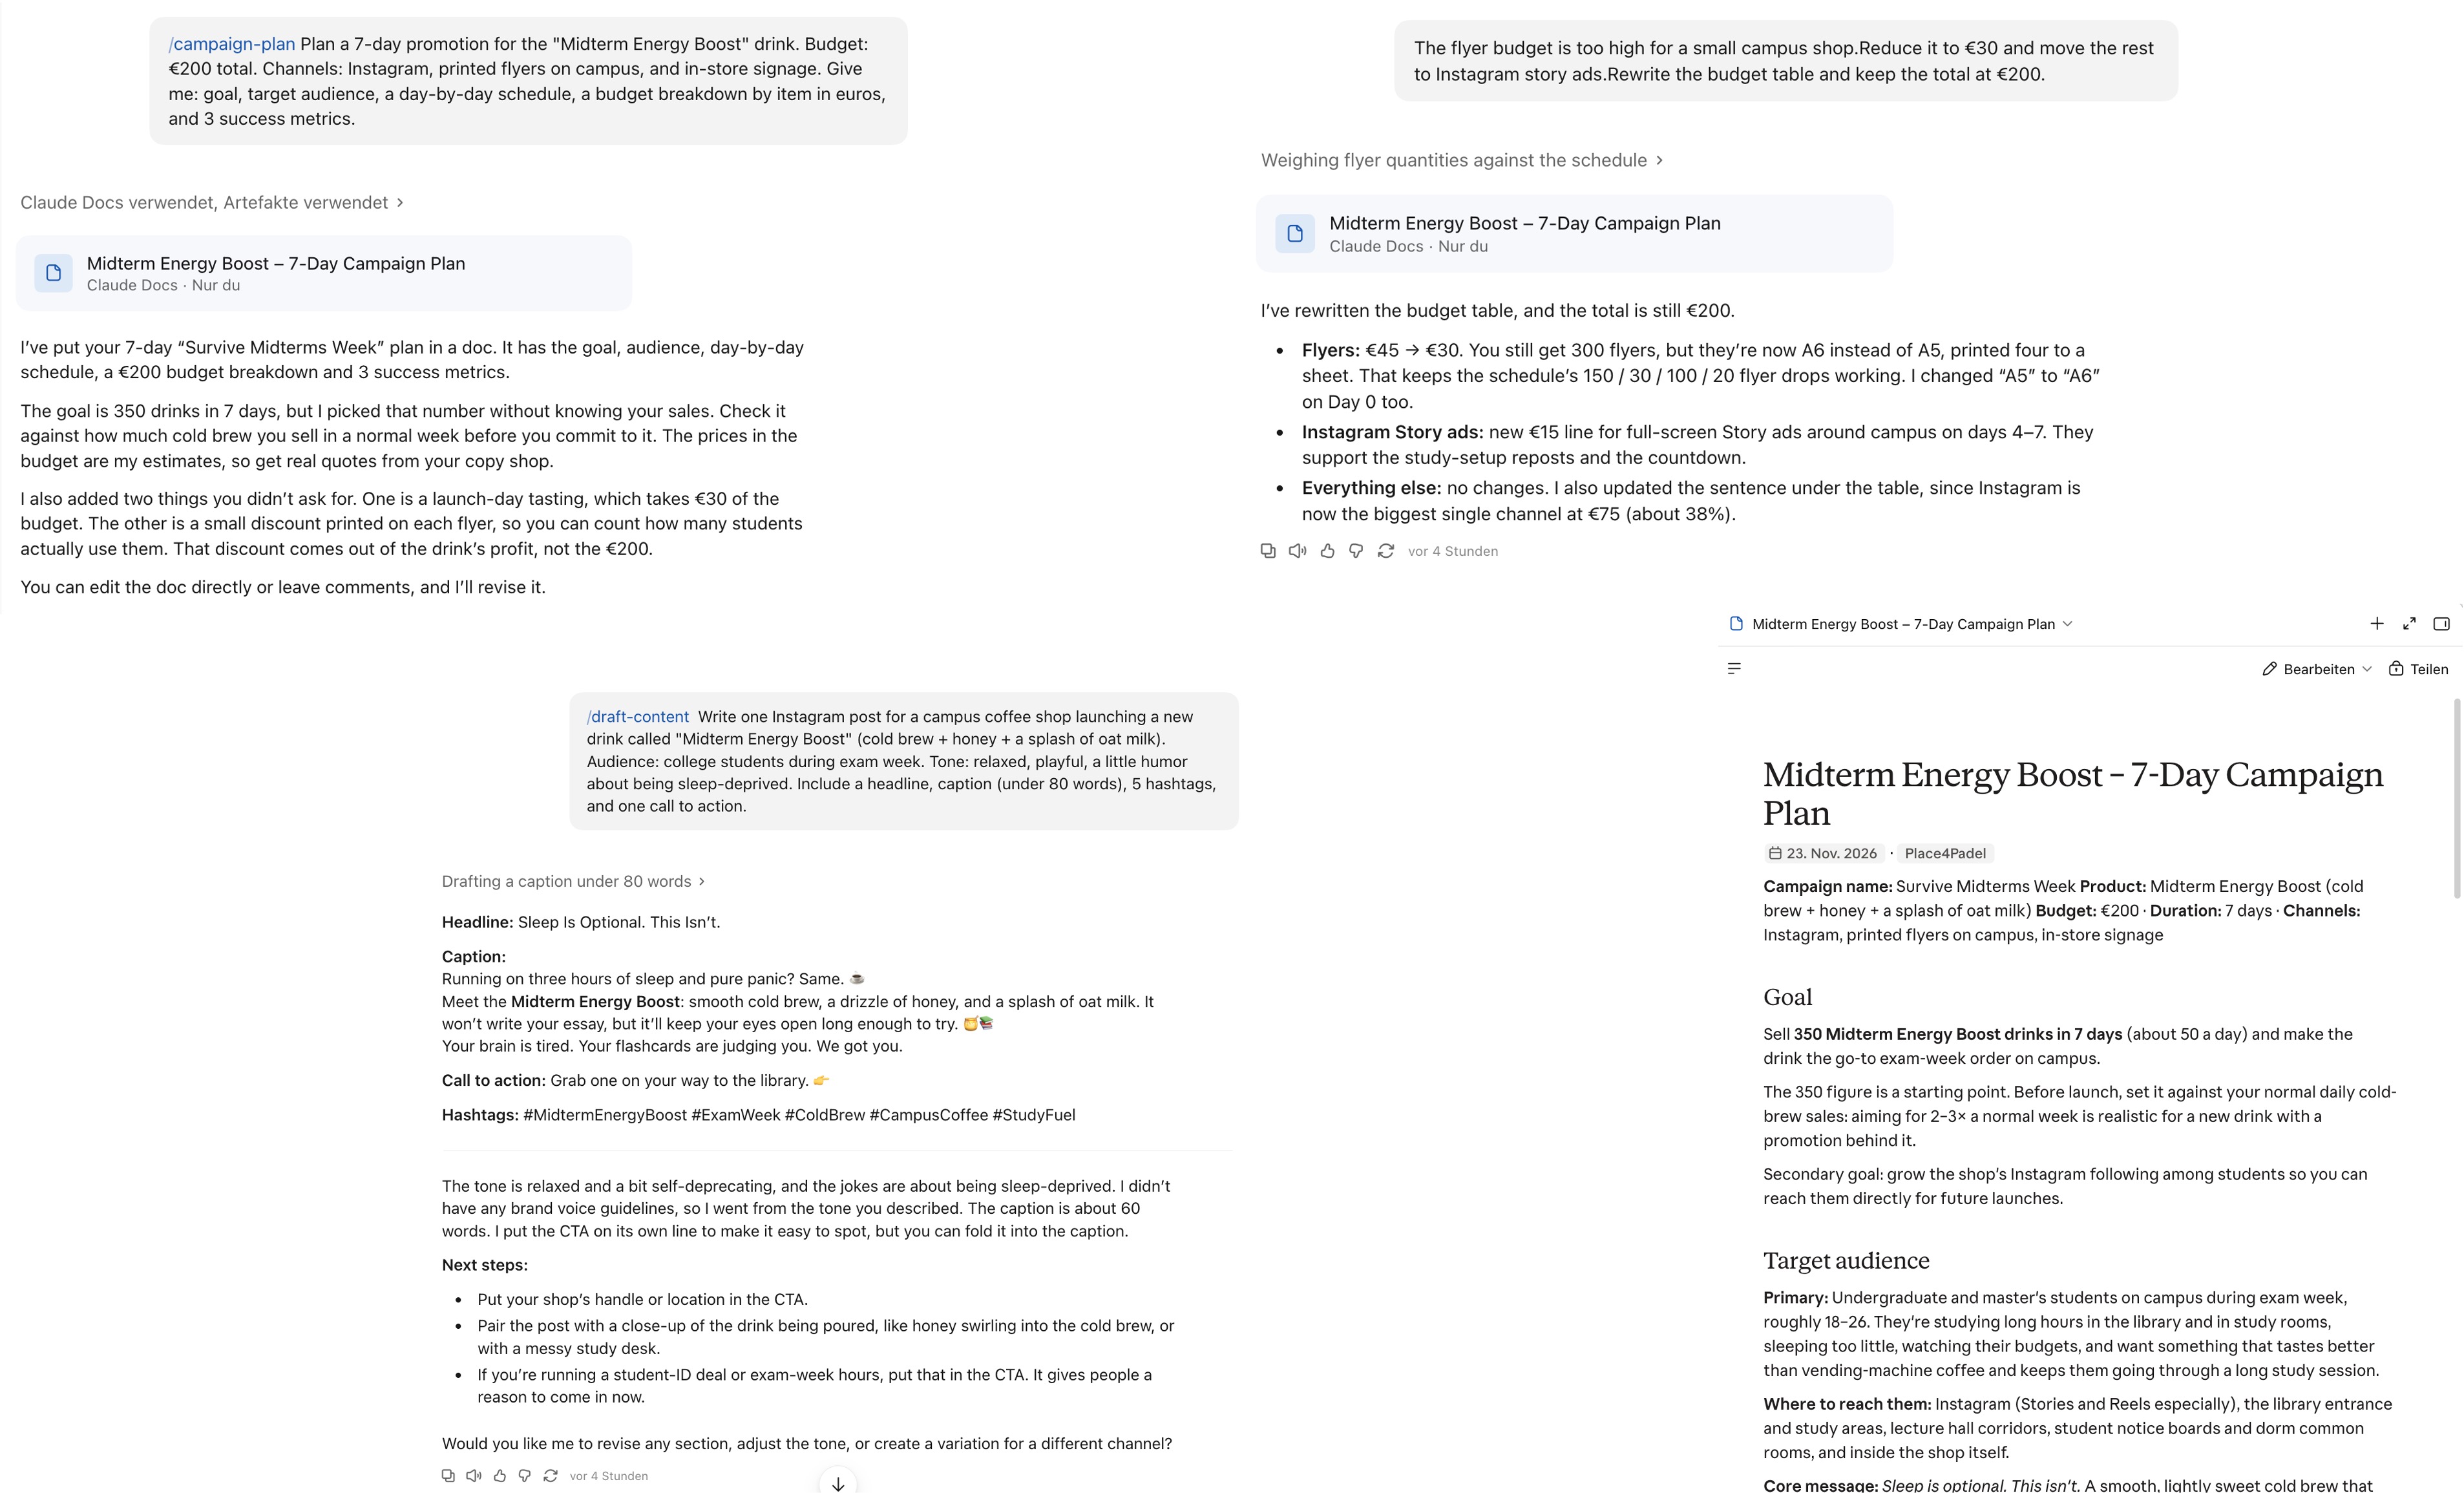 /campaign-plan Plan a 7-day promotion for the "Midterm Energy Boost" drink. Budget:
€200 total. Channels: Instagram, printed flyers on campus, and in-store signage. Give
me: goal, target audience, a day-by-day schedule, a budget breakdown by item in euros,
and 3 success metrics.
Claude Docs verwendet, Artefakte verwendet
Midterm Energy Boost – 7-Day Campaign Plan
Claude Docs · Nur du
I’ve put your 7-day “Survive Midterms Week” plan in a doc. It has the goal, audience, day-by-day
schedule, a €200 budget breakdown and 3 success metrics.
The goal is 350 drinks in 7 days, but I picked that number without knowing your sales. Check it
against how much cold brew you sell in a normal week before you commit to it. The prices in the
budget are my estimates, so get real quotes from your copy shop.
I also added two things you didn’t ask for. One is a launch-day tasting, which takes €30 of the
budget. The other is a small discount printed on each flyer, so you can count how many students
actually use them. That discount comes out of the drink’s profit, not the €200.
You can edit the doc directly or leave comments, and I’ll revise it.
The flyer budget is too high for a small campus shop.Reduce it to €30 and move the rest
to Instagram story ads.Rewrite the budget table and keep the total at €200.
Weighing flyer quantities against the schedule
Midterm Energy Boost – 7-Day Campaign Plan
Claude Docs · Nur du
I’ve rewritten the budget table, and the total is still €200.
• Flyers: €45 → €30. You still get 300 flyers, but they’re now A6 instead of A5, printed four to a
sheet. That keeps the schedule’s 150 / 30 / 100 / 20 flyer drops working. I changed “A5” to “A6”
on Day 0 too.
• Instagram Story ads: new €15 line for full-screen Story ads around campus on days 4–7. They
support the study-setup reposts and the countdown.
• Everything else: no changes. I also updated the sentence under the table, since Instagram is
now the biggest single channel at €75 (about 38%).
vor 4 Stunden
/draft-content Write one Instagram post for a campus coffee shop launching a new
drink called "Midterm Energy Boost" (cold brew + honey + a splash of oat milk).
Audience: college students during exam week. Tone: relaxed, playful, a little humor
about being sleep-deprived. Include a headline, caption (under 80 words), 5 hashtags,
and one call to action.
Drafting a caption under 80 words
Headline: Sleep Is Optional. This Isn’t.
Caption:
Running on three hours of sleep and pure panic? Same. ☕
Meet the Midterm Energy Boost: smooth cold brew, a drizzle of honey, and a splash of oat milk. It
won’t write your essay, but it’ll keep your eyes open long enough to try. 🍯📚
Your brain is tired. Your flashcards are judging you. We got you.
Call to action: Grab one on your way to the library. 👉
Hashtags: #MidtermEnergyBoost #ExamWeek #ColdBrew #CampusCoffee #StudyFuel
The tone is relaxed and a bit self-deprecating, and the jokes are about being sleep-deprived. I didn’t
have any brand voice guidelines, so I went from the tone you described. The caption is about 60
words. I put the CTA on its own line to make it easy to spot, but you can fold it into the caption.
Next steps:
• Put your shop’s handle or location in the CTA.
• Pair the post with a close-up of the drink being poured, like honey swirling into the cold brew, or
with a messy study desk.
• If you’re running a student-ID deal or exam-week hours, put that in the CTA. It gives people a
reason to come in now.
Would you like me to revise any section, adjust the tone, or create a variation for a different channel?
vor 4 Stunden
Midterm Energy Boost – 7-Day Campaign Plan
Bearbeiten Teilen
Midterm Energy Boost – 7-Day Campaign
Plan
23. Nov. 2026 · Place4Padel
Campaign name: Survive Midterms Week Product: Midterm Energy Boost (cold
brew + honey + a splash of oat milk) Budget: €200 · Duration: 7 days · Channels:
Instagram, printed flyers on campus, in-store signage
Goal
Sell 350 Midterm Energy Boost drinks in 7 days (about 50 a day) and make the
drink the go-to exam-week order on campus.
The 350 figure is a starting point. Before launch, set it against your normal daily cold-
brew sales: aiming for 2–3× a normal week is realistic for a new drink with a
promotion behind it.
Secondary goal: grow the shop’s Instagram following among students so you can
reach them directly for future launches.
Target audience
Primary: Undergraduate and master’s students on campus during exam week,
roughly 18–26. They’re studying long hours in the library and in study rooms,
sleeping too little, watching their budgets, and want something that tastes better
than vending-machine coffee and keeps them going through a long study session.
Where to reach them: Instagram (Stories and Reels especially), the library entrance
and study areas, lecture hall corridors, student notice boards and dorm common
rooms, and inside the shop itself.
Core message: Sleep is optional. This isn’t. A smooth, lightly sweet cold brew that